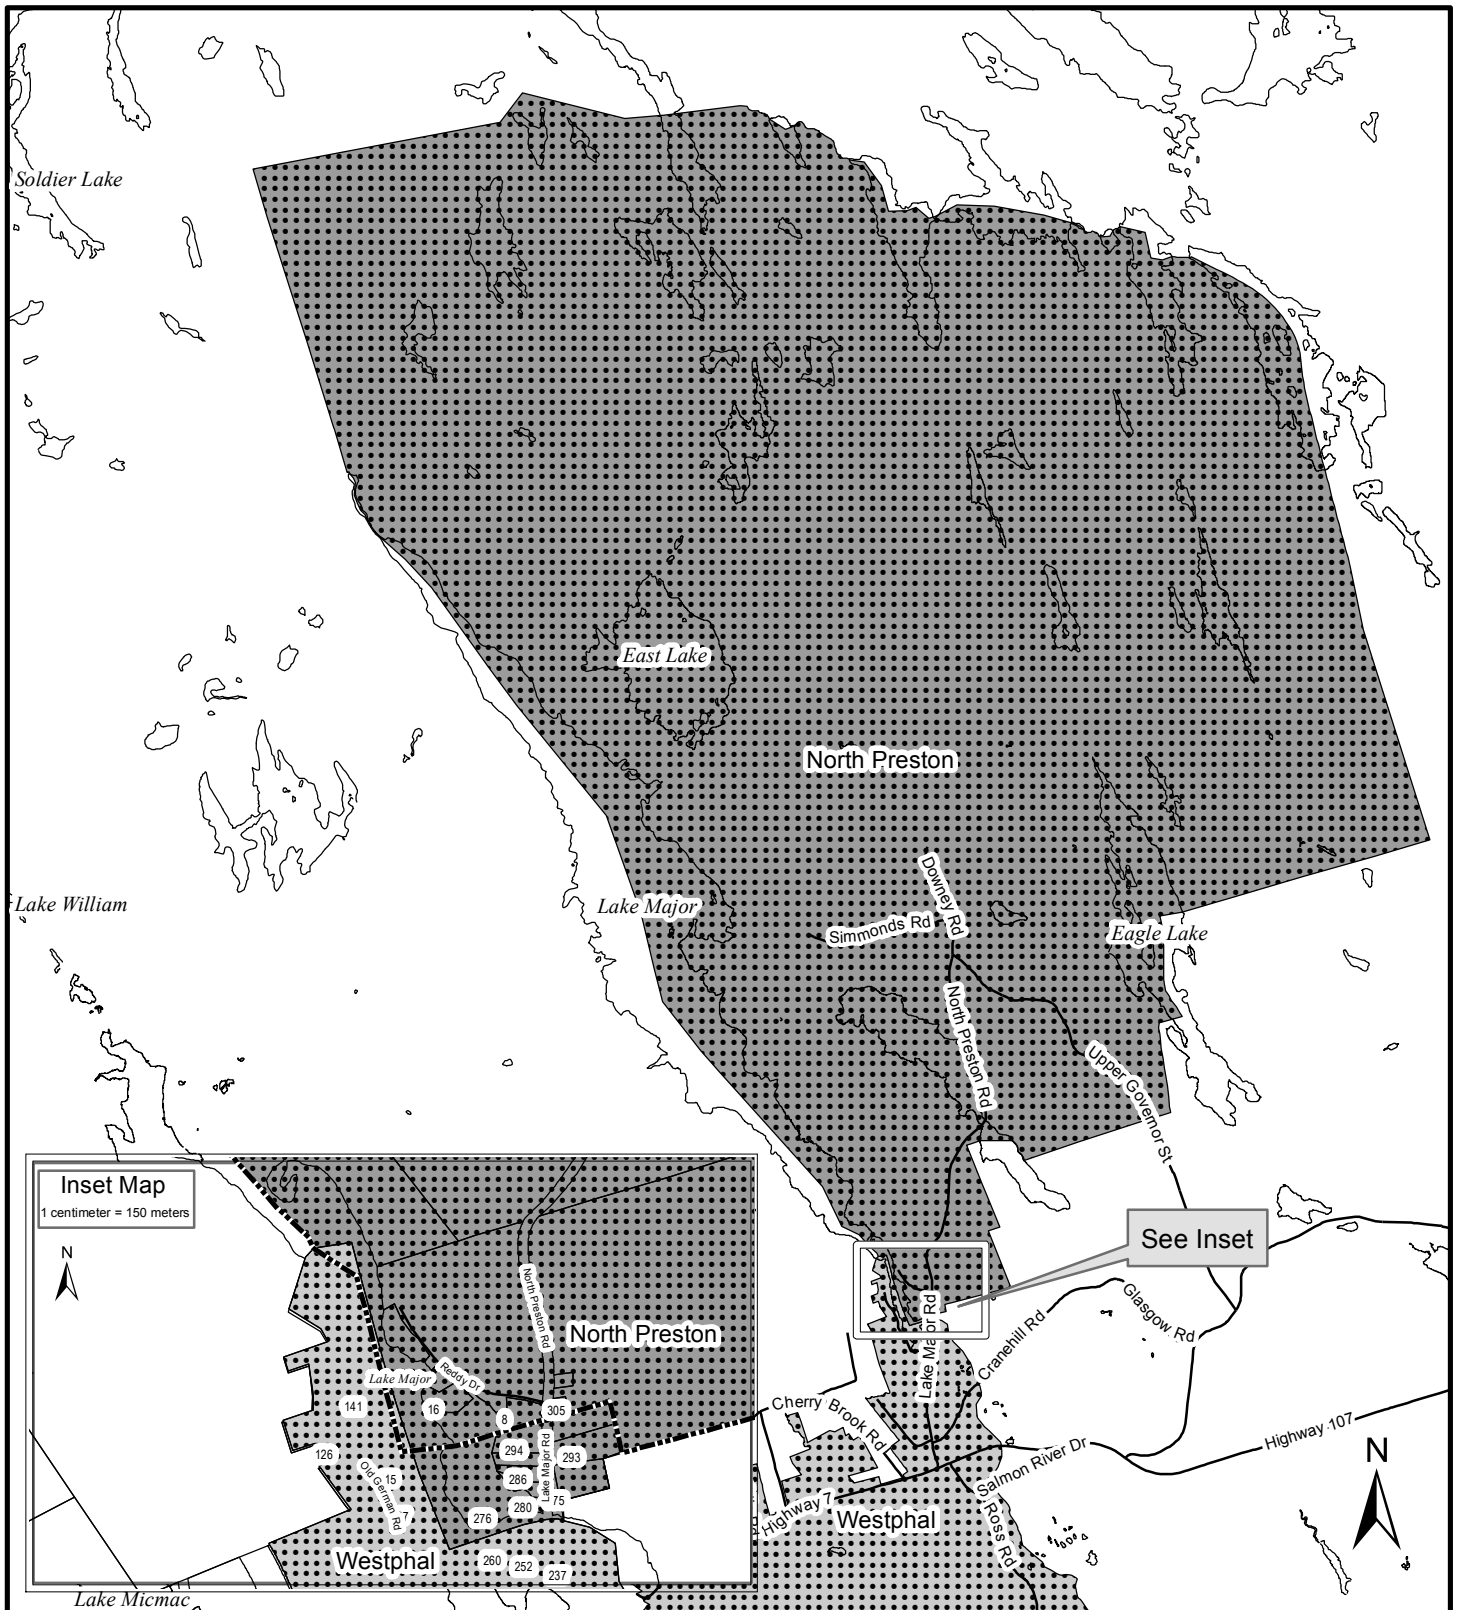 Soldier Lake
East Lake
North Preston
Downey Rd
Lake William
Lake Major
Simmonds Rd
Eagle Lake
North Preston Rd
Upper Governor St
Inset Map
1 centimeter = 150 meters
N
See Inset
North Preston Rd
North Preston
Lake Major
Reddy Dr
141
16
8
305
126
294
293
Lake Major Rd
15
Old German Rd
286
75
7
280
276
Westphal
260
252
237
Lake Micmac
Lake Major Rd
Cranehill Rd
Glasgow Rd
Cherry Brook Rd
Highway 107
Salmon River Dr
Highway 7
Rd
Westphal
Ross Rd
N